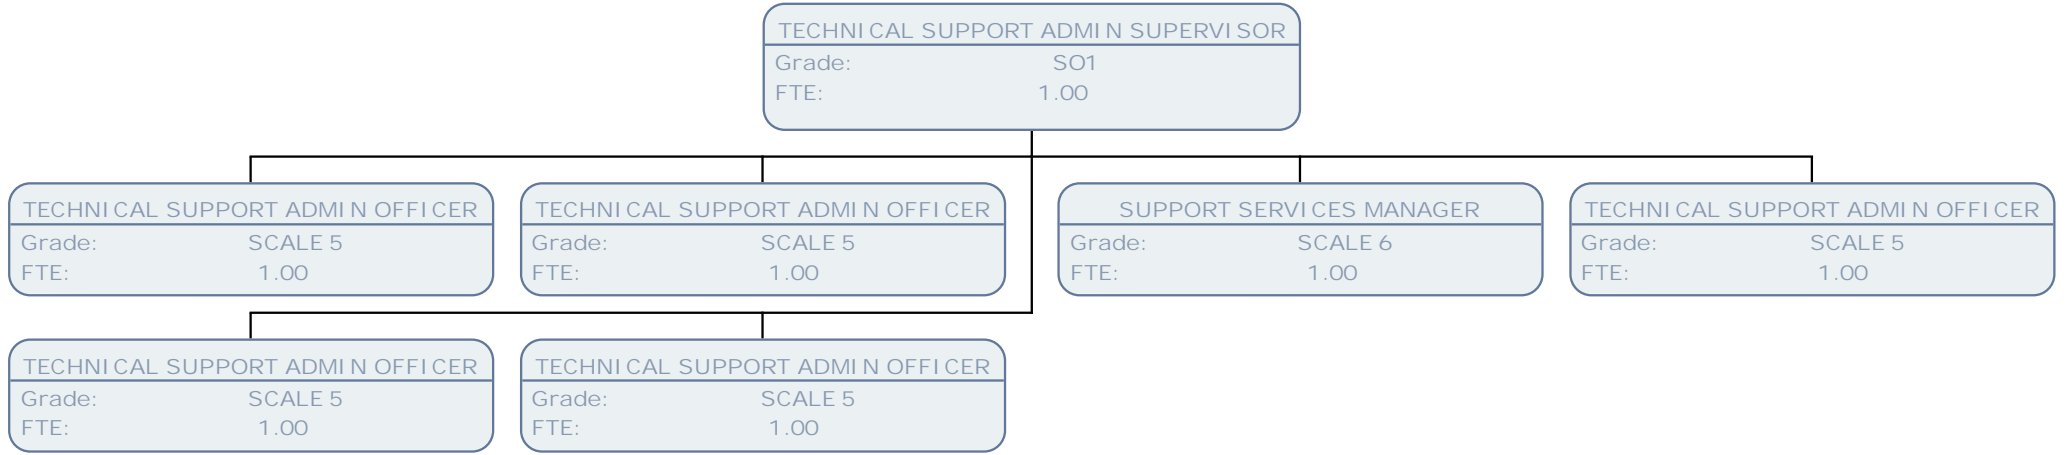 TECHNICAL SUPPORT ADMIN SUPERVISOR
Grade: SO1
FTE: 1.00
TECHNICAL SUPPORT ADMIN OFFICER
Grade: SCALE 5
FTE: 1.00
TECHNICAL SUPPORT ADMIN OFFICER
Grade: SCALE 5
FTE: 1.00
SUPPORT SERVICES MANAGER
Grade: SCALE 6
FTE: 1.00
TECHNICAL SUPPORT ADMIN OFFICER
Grade: SCALE 5
FTE: 1.00
TECHNICAL SUPPORT ADMIN OFFICER
Grade: SCALE 5
FTE: 1.00
TECHNICAL SUPPORT ADMIN OFFICER
Grade: SCALE 5
FTE: 1.00